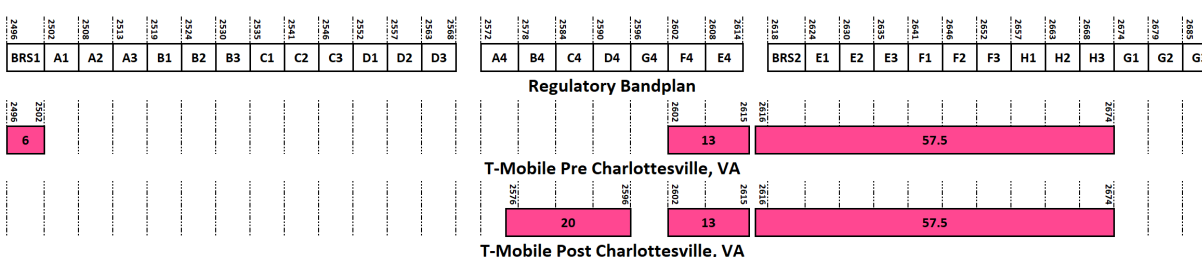 2496 2502 2508 2513 2519 2524 2530 2535 2541 2546 2552 2557 2563 2568 2572 2578 2584 2590 2596 2602 2608 2614 2618 2624 2630 2635 2641 2646 2652 2657 2663 2668 2674 2679 2685
BRS1 A1 A2 A3 B1 B2 B3 C1 C2 C3 D1 D2 D3 A4 B4 C4 D4 G4 F4 E4 BRS2 E1 E2 E3 F1 F2 F3 H1 H2 H3 G1 G2
Regulatory Bandplan
2496 2502 2602 2615 2616 2674
6 13 57.5
T-Mobile Pre Charlottesville, VA
2576 2596 2602 2615 2616 2674
20 13 57.5
T-Mobile Post Charlottesville, VA